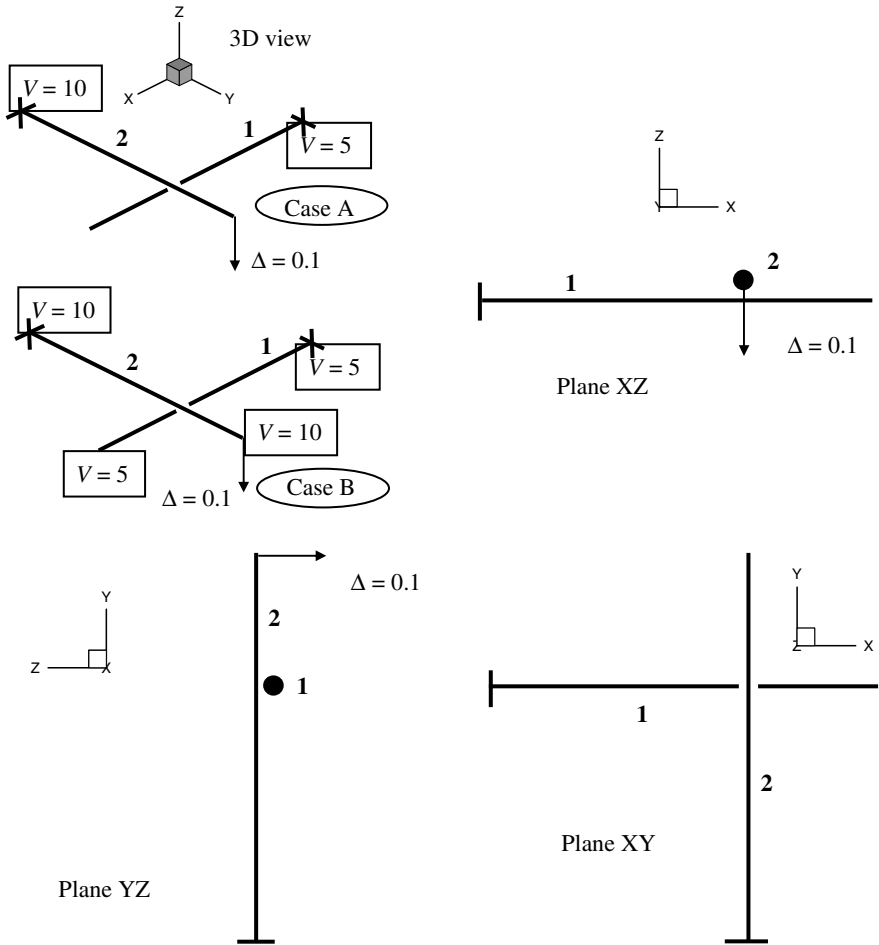 Z
3D view
X
Y
V = 10
2
1
V = 5
Case A
Δ = 0.1
V = 10
2
1
V = 5
V = 10
V = 5
Δ = 0.1
Case B
Z
Y
X
1
2
Δ = 0.1
Plane XZ
Y
Z
X
Δ = 0.1
2
1
Plane YZ
Y
Z
X
1
2
Plane XY